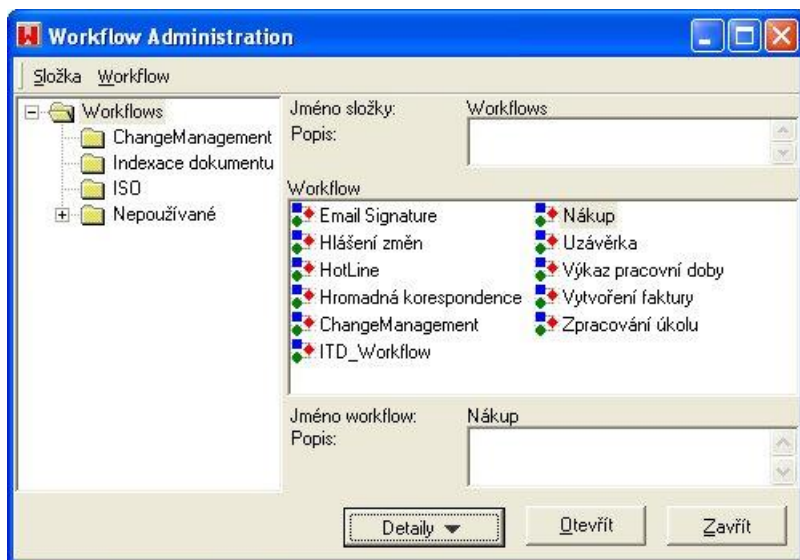 Workflow Administration
Složka Workflow
Workflows
ChangeManagement
Indexace dokumentu
ISO
Nepoužívané
Jméno složky: Workflows
Popis:
Workflow
Email Signature
Hlášení změn
HotLine
Hromadná korespondence
ChangeManagement
ITD_Workflow
Nákup
Uzávěrka
Výkaz pracovní doby
Vytvoření faktury
Zpracování úkolu
Jméno workflow: Nákup
Popis:
Detaily Otevřít Zavřít